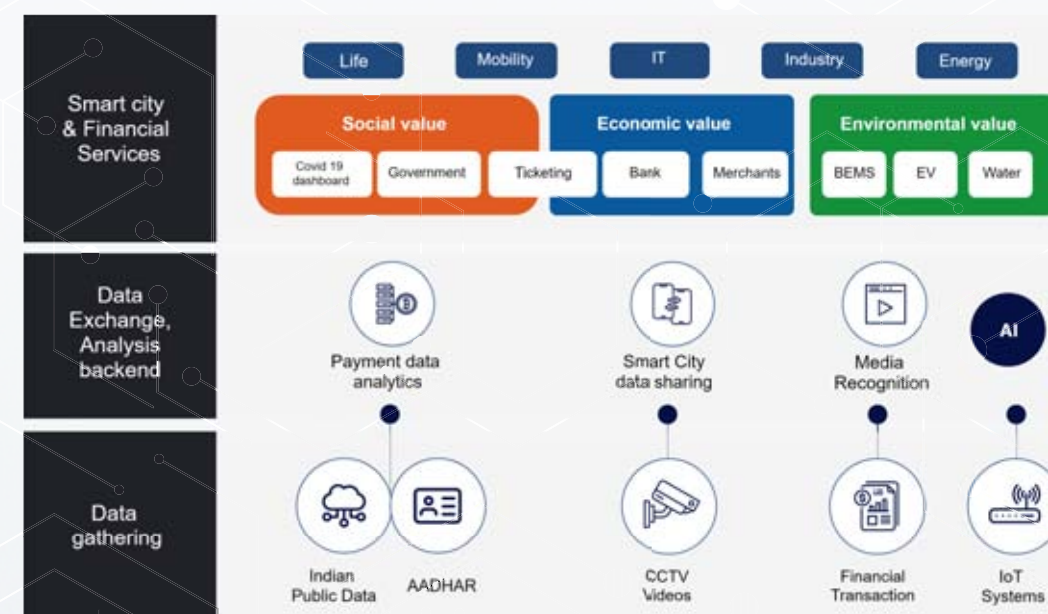 Smart city
& Financial
Services
Life
Mobility
IT
Industry
Energy
Social value
Economic value
Environmental value
Covid 19
dashboard
Government
Ticketing
Bank
Merchants
BEMS
EV
Water
Data
Exchange,
Analysis
backend
Payment data
analytics
Smart City
data sharing
Media
Recognition
AI
Data
gathering
Indian
Public Data
AADHAR
CCTV
Videos
Financial
Transaction
IoT
Systems